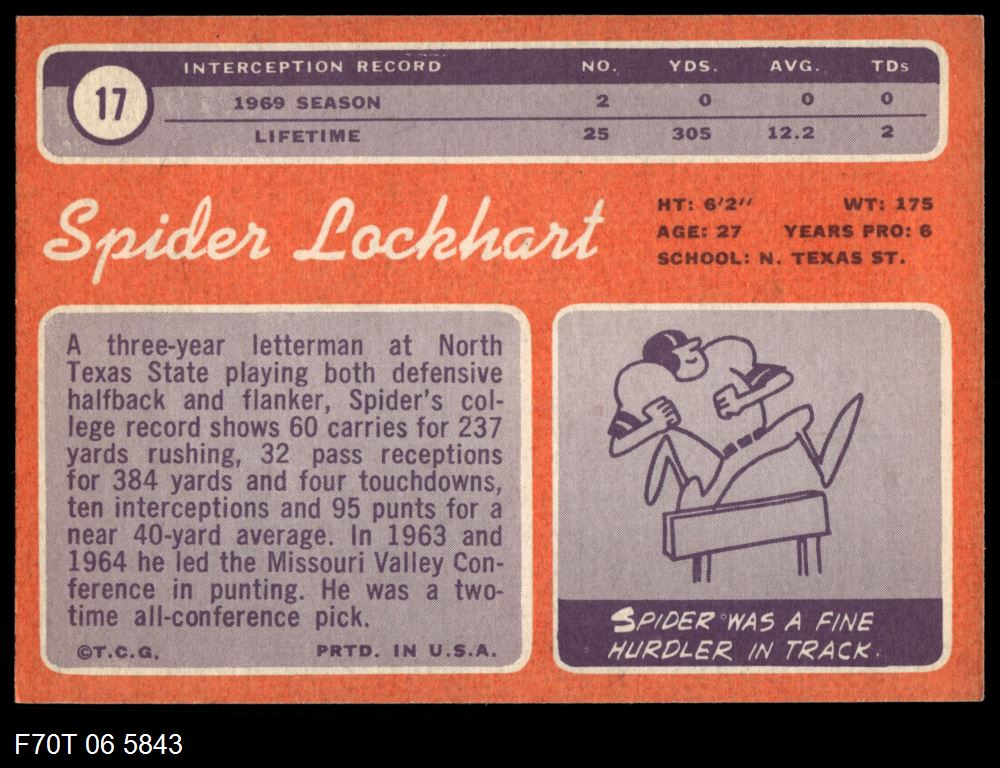 INTERCEPTION RECORD NO. YDS. AVG. TDs
17
1969 SEASON 2 0 0 0
LIFETIME 25 305 12.2 2
Spider Lockhart
HT: 6'2" WT: 175
AGE: 27 YEARS PRO: 6
SCHOOL: N. TEXAS ST.
A three-year letterman at North
Texas State playing both defensive
halfback and flanker, Spider's col-
lege record shows 60 carries for 237
yards rushing, 32 pass receptions
for 384 yards and four touchdowns,
ten interceptions and 95 punts for a
near 40-yard average. In 1963 and
1964 he led the Missouri Valley Con-
ference in punting. He was a two-
time all-conference pick.
©T.C.G. PRTD. IN U.S.A.
SPIDER WAS A FINE
HURDLER IN TRACK.
F70T 06 5843